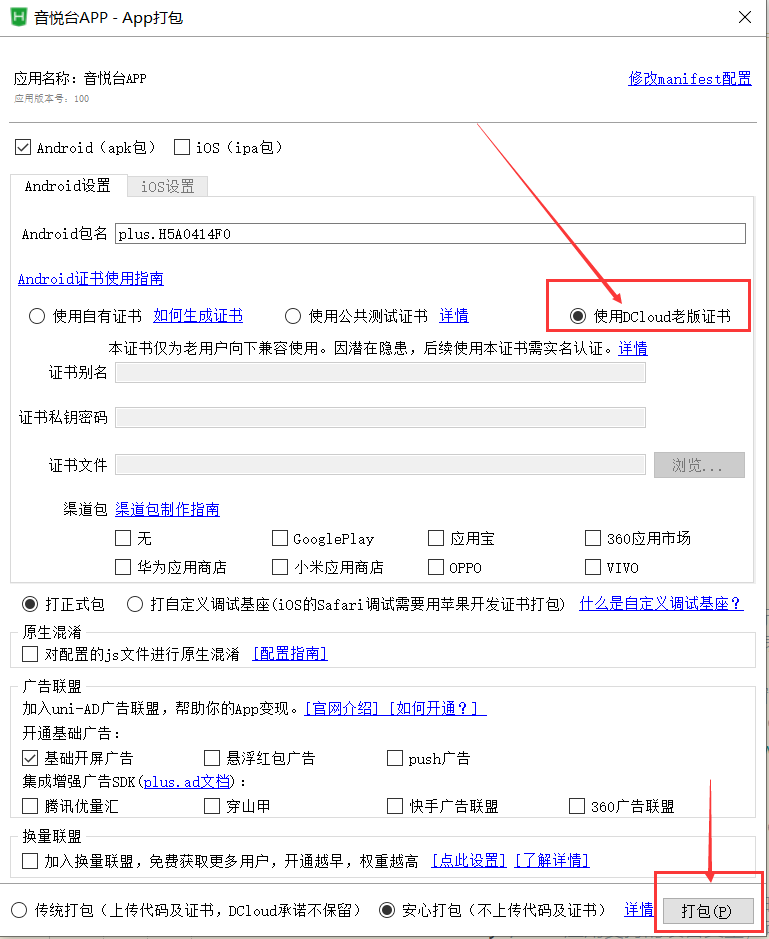 音悦台APP - App打包
应用名称：音悦台APP 修改manifest配置
应用版本号：100
Android（apk包） iOS（ipa包）
Android设置 iOS设置
Android包名 plus.H5A0414F0
Android证书使用指南
使用自有证书 如何生成证书 使用公共测试证书 详情 使用DCloud老版证书
本证书仅为老用户向下兼容使用。因潜在隐患，后续使用本证书需实名认证。详情
证书别名
证书私钥密码
证书文件 浏览...
渠道包 渠道包制作指南
无 GooglePlay 应用宝 360应用市场
华为应用商店 小米应用商店 OPPO VIVO
打正式包 打自定义调试基座(iOS的Safari调试需要用苹果开发证书打包) 什么是自定义调试基座？
原生混淆
对配置的js文件进行原生混淆 [配置指南]
广告联盟
加入uni-AD广告联盟，帮助你的App变现。[官网介绍] [如何开通？]
开通基础广告：
基础开屏广告 悬浮红包广告 push广告
集成增强广告SDK(plus.ad文档)：
腾讯优量汇 穿山甲 快手广告联盟 360广告联盟
换量联盟
加入换量联盟，免费获取更多用户，开通越早，权重越高 [点此设置] [了解详情]
传统打包（上传代码及证书，DCloud承诺不保留） 安心打包（不上传代码及证书） 详情 打包(P)